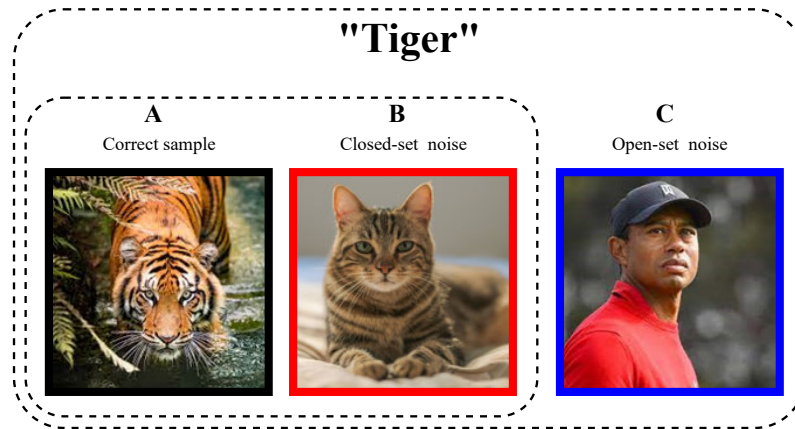 "Tiger"
A
Correct sample
B
Closed-set noise
C
Open-set noise